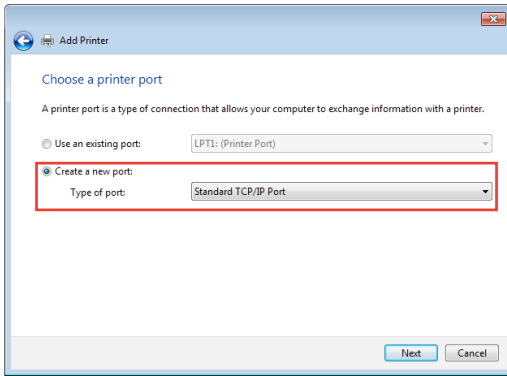 Add Printer
Choose a printer port
A printer port is a type of connection that allows your computer to exchange information with a printer.
Use an existing port: LPT1: (Printer Port)
Create a new port:
Type of port: Standard TCP/IP Port
Next Cancel